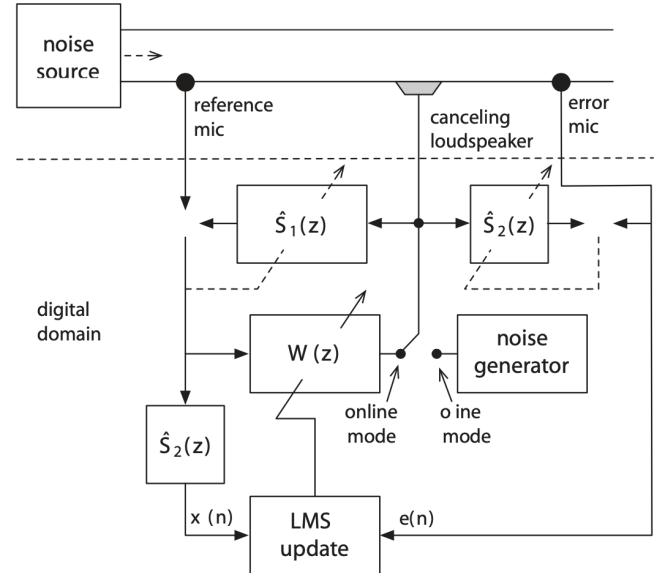 noise
source
reference
mic
canceling
loudspeaker
error
mic
Ŝ₁(z)
Ŝ₂(z)
digital
domain
W(z)
noise
generator
online
mode
o ine
mode
Ŝ₂(z)
x (n)
LMS
update
e(n)